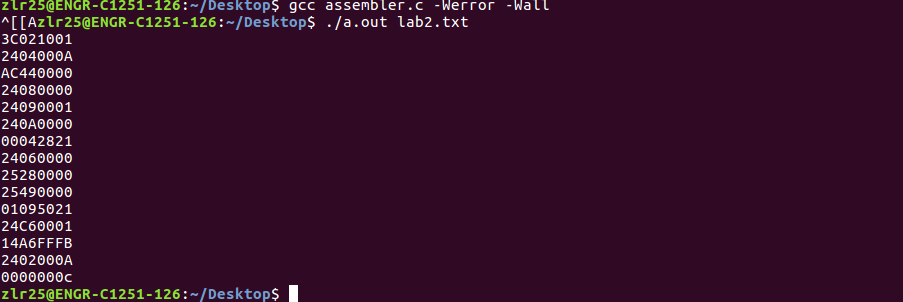 zlr25@ENGR-C1251-126:~/Desktop$ gcc assembler.c -Werror -Wall
^[[Azlr25@ENGR-C1251-126:~/Desktop$ ./a.out lab2.txt
3C021001
2404000A
AC440000
24080000
24090001
240A0000
00042821
24060000
25280000
25490000
01095021
24C60001
14A6FFFB
2402000A
0000000c
zlr25@ENGR-C1251-126:~/Desktop$